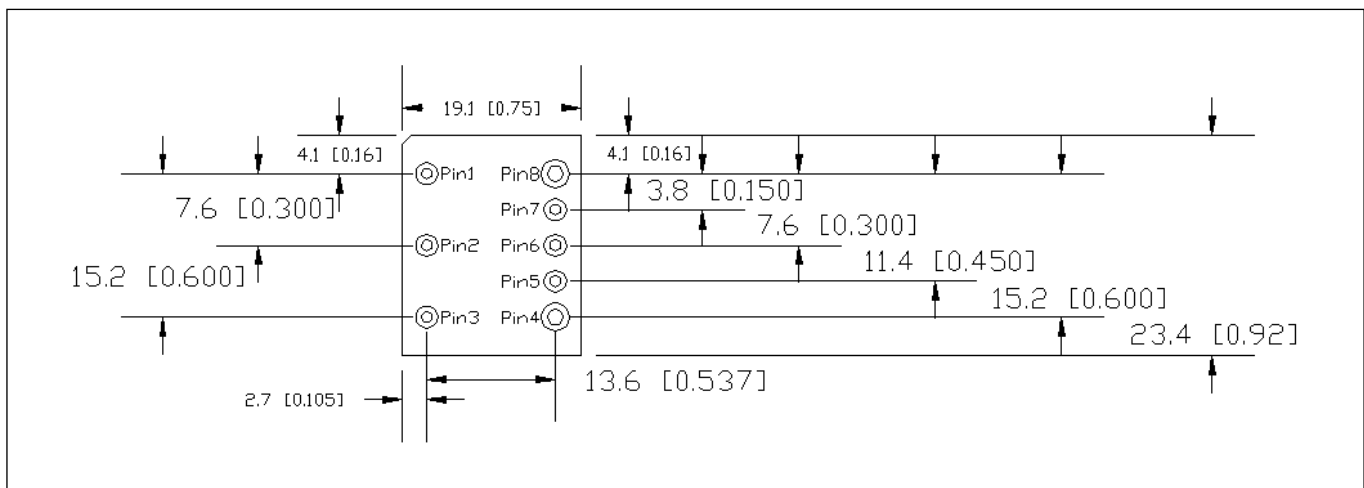 19.1 [0.75]
4.1 [0.16]
4.1 [0.16]
Pin1
Pin8
3.8 [0.150]
7.6 [0.300]
Pin7
7.6 [0.300]
Pin2
Pin6
11.4 [0.450]
15.2 [0.600]
Pin5
15.2 [0.600]
Pin3
Pin4
23.4 [0.92]
13.6 [0.537]
2.7 [0.105]